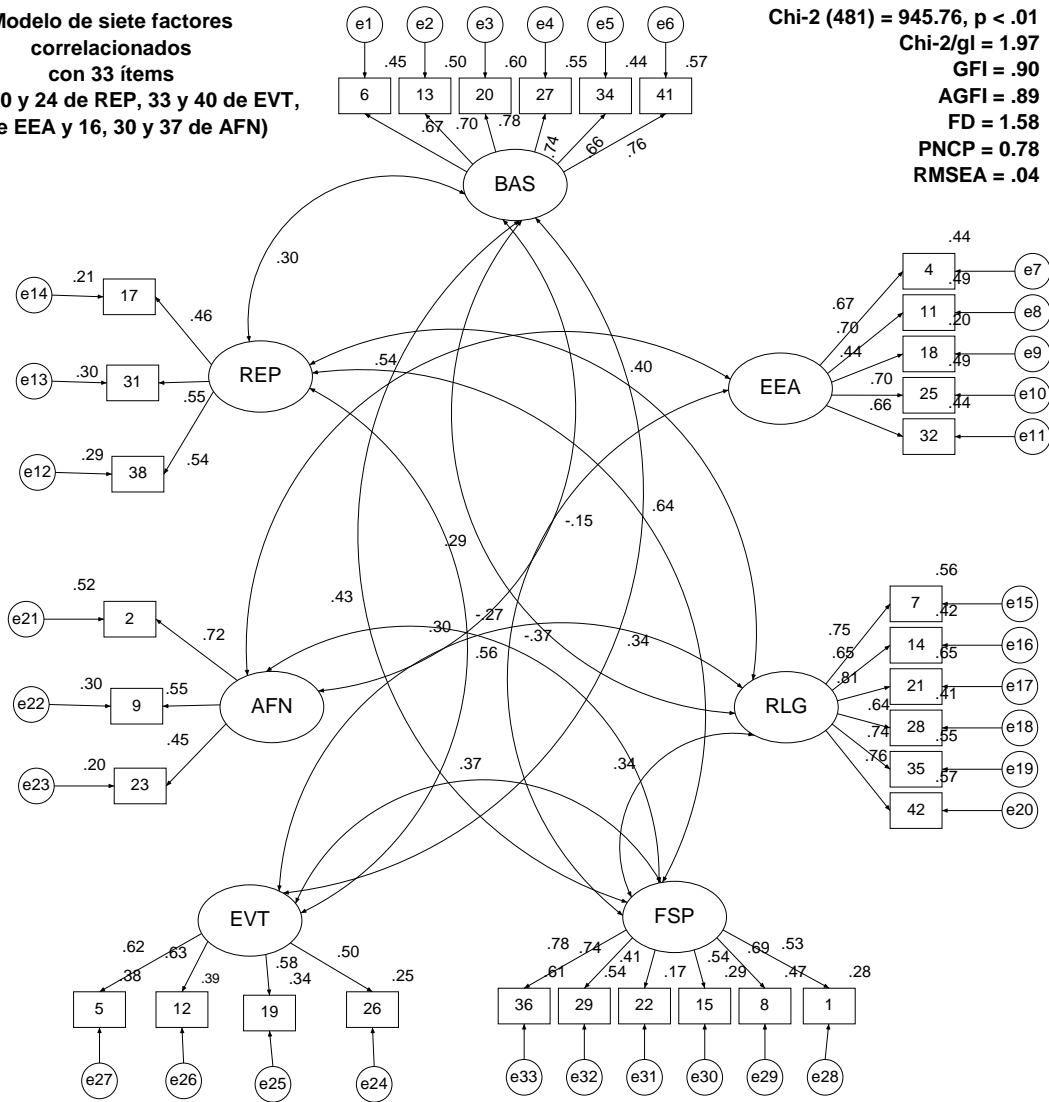 Modelo de siete factores
correlacionados
con 33 ítems
0 y 24 de REP, 33 y 40 de EVT,
e EEA y 16, 30 y 37 de AFN)
Chi-2 (481) = 945.76, p < .01
Chi-2/gl = 1.97
GFI = .90
AGFI = .89
FD = 1.58
PNCP = 0.78
RMSEA = .04
e1 e2 e3 e4 e5 e6
.45 .50 .60 .55 .44 .57
6 13 20 27 34 41
.67 .70 .78 .74 .66 .76
BAS
.30
.44
e14 .21 17
4 e7
.49
.46
.67
11 e8
.20
.70
REP
.54
.40
.44
18 e9
.49
e13 .30 31
EEA
.55
.70
25 e10
.44
.66
32 e11
e12 .29 38
.54
.64
-.15
.29
.43
.52
e21 2
.72
.56
7 e15
.42
.30
-.27
-.37
.34
.56
.75
.65
14 e16
.65
.81
21 e17
.41
e22 .30 9
.55
AFN
RLG
.64
28 e18
.55
.74
.45
35 e19
.57
.76
e23 .20 23
.37
.34
42 e20
EVT
FSP
.62 .63 .58 .50
.38 .39 .34 .25
5 12 19 26
e27 e26 e25 e24
.78 .74 .41 .54 .69 .53
.61 .54 .17 .29 .47 .28
36 29 22 15 8 1
e33 e32 e31 e30 e29 e28